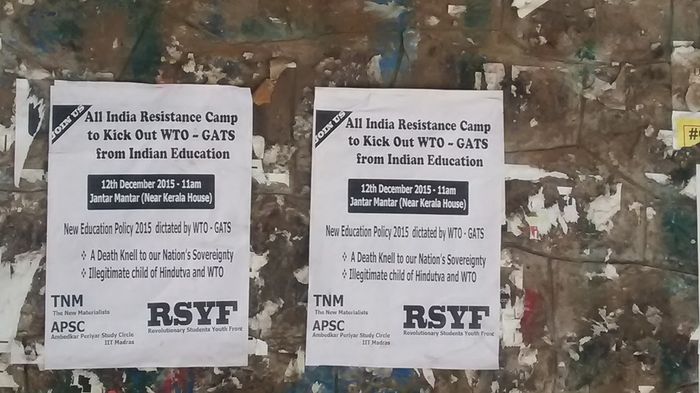 JOIN US
All India Resistance Camp
to Kick Out WTO - GATS
from Indian Education
12th December 2015 - 11am
Jantar Mantar (Near Kerala House)
New Education Policy 2015 dictated by WTO - GATS
❖ A Death Knell to our Nation's Sovereignty
❖ Illegitimate child of Hindutva and WTO
TNM
The New Materialists
APSC
Ambedkar Periyar Study Circle
IIT Madras
RSYF
Revolutionary Students Youth Front
JOIN US
All India Resistance Camp
to Kick Out WTO - GATS
from Indian Education
12th December 2015 - 11am
Jantar Mantar (Near Kerala House)
New Education Policy 2015 dictated by WTO - GATS
❖ A Death Knell to our Nation's Sovereignty
❖ Illegitimate child of Hindutva and WTO
TNM
The New Materialists
APSC
Ambedkar Periyar Study Circle
IIT Madras
RSYF
Revolutionary Students Youth Front